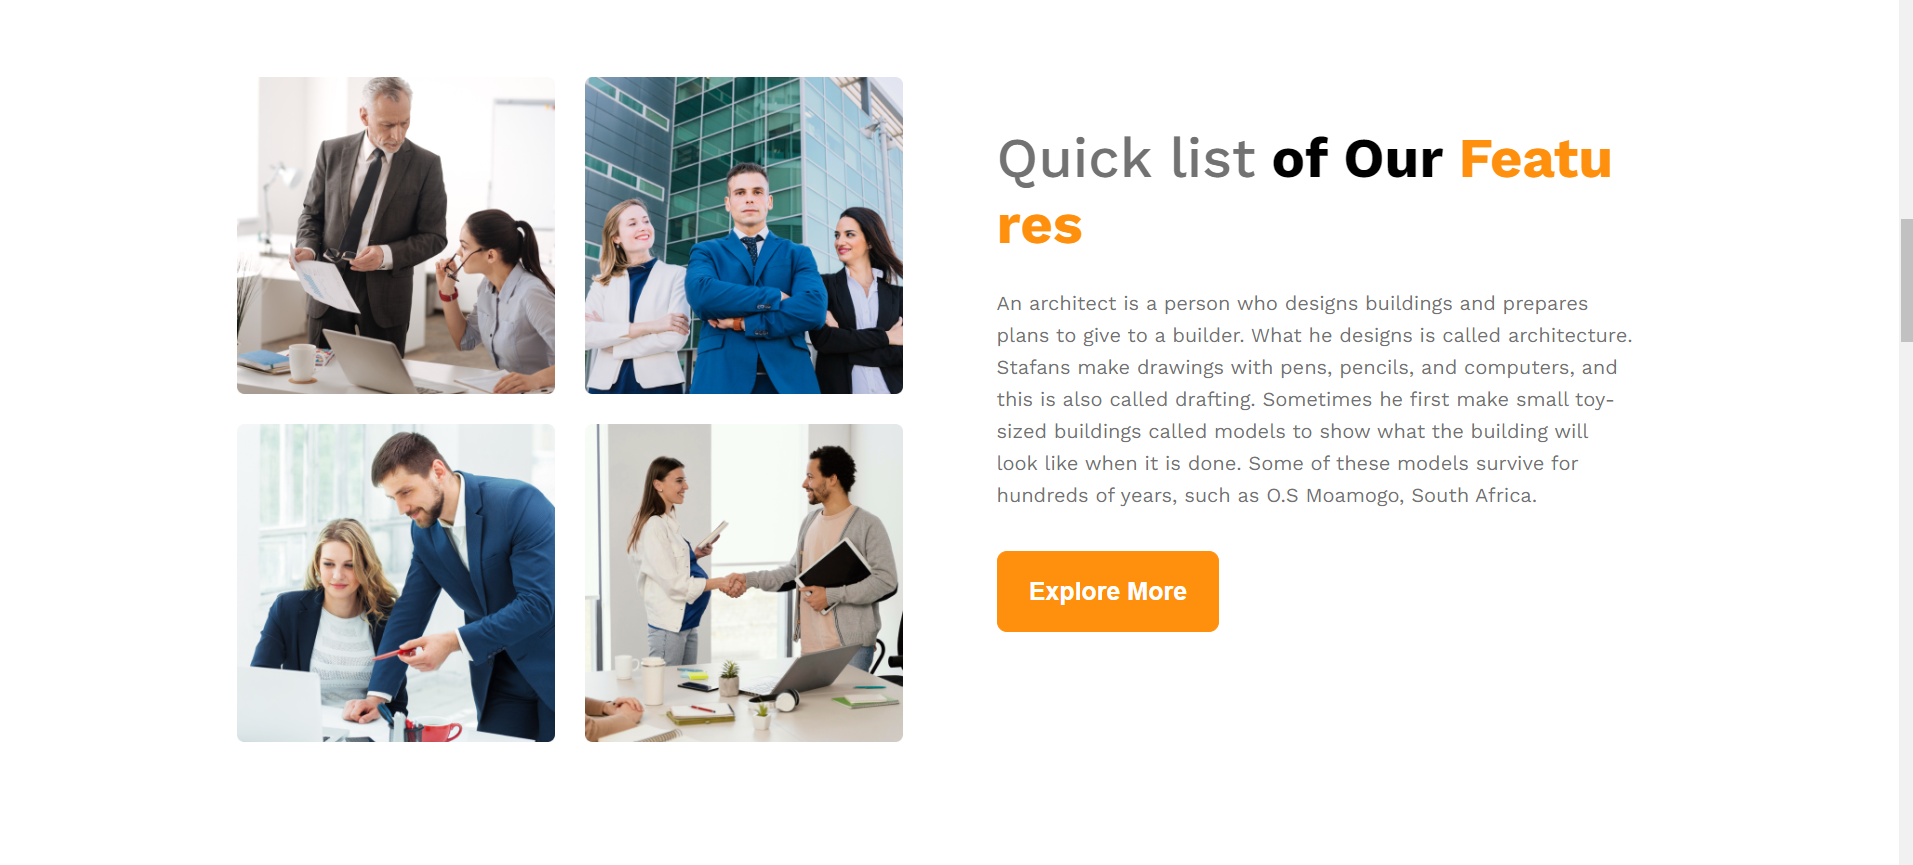 Quick list of Our Featu
res
An architect is a person who designs buildings and prepares
plans to give to a builder. What he designs is called architecture.
Stafans make drawings with pens, pencils, and computers, and
this is also called drafting. Sometimes he first make small toy-
sized buildings called models to show what the building will
look like when it is done. Some of these models survive for
hundreds of years, such as O.S Moamogo, South Africa.
Explore More